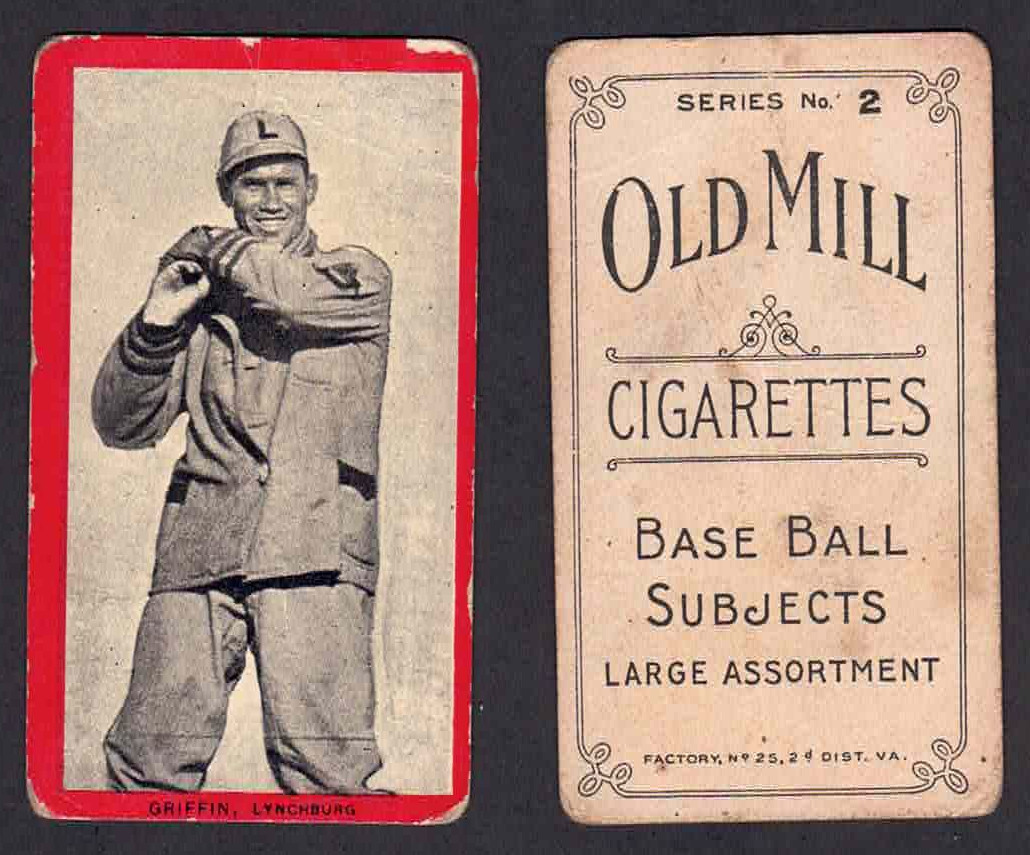 L
GRIFFIN, LYNCHBURG
SERIES No. 2
OLD MILL
CIGARETTES
BASE BALL
SUBJECTS
LARGE ASSORTMENT
FACTORY, Nº 25, 2d DIST. VA.